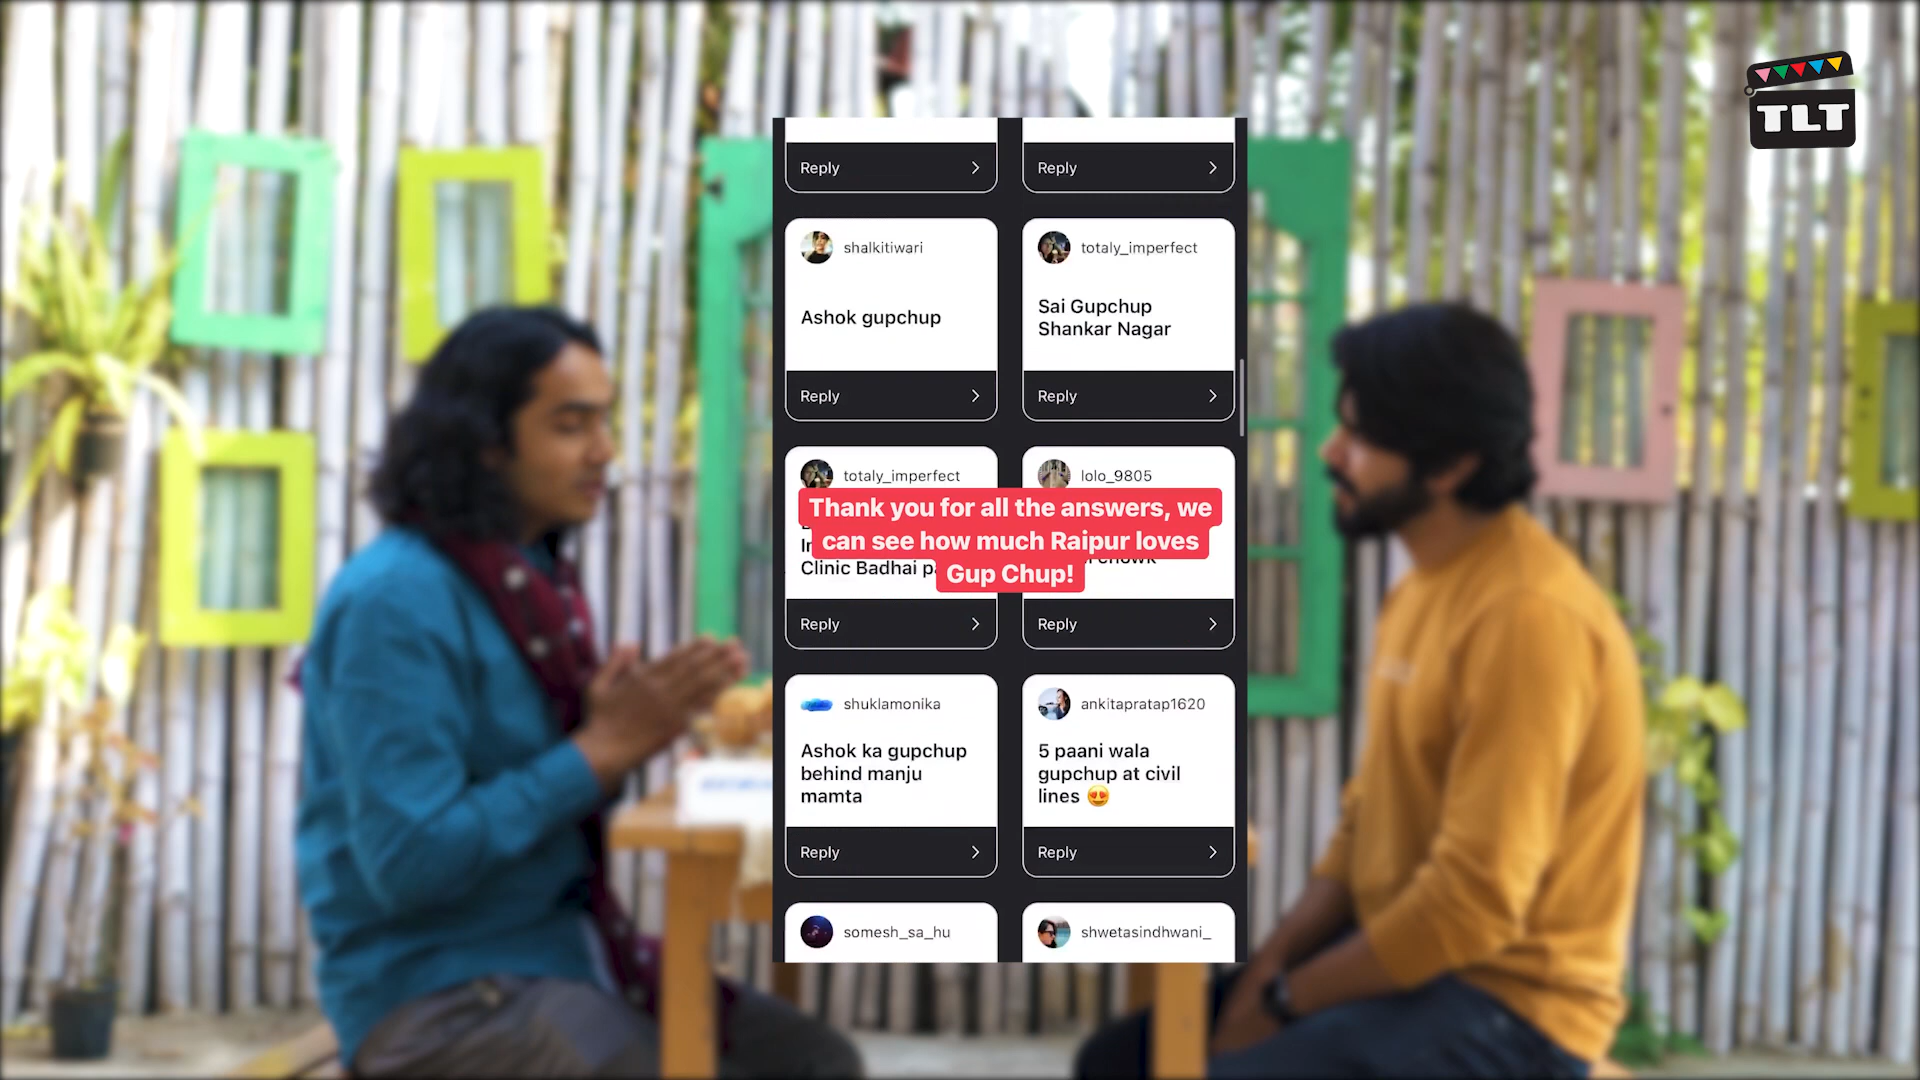 TLT
Reply
Reply
shalkitiwari
totaly_imperfect
Ashok gupchup
Sai Gupchup
Shankar Nagar
Reply
Reply
totaly_imperfect
lolo_9805
Thank you for all the answers, we
can see how much Raipur loves
Gup Chup!
Clinic Badhai
Reply
Reply
shuklamonika
ankitapratap1620
Ashok ka gupchup
behind manju
mamta
5 paani wala
gupchup at civil
lines 😍
Reply
Reply
somesh_sa_hu
shwetasindhwani_